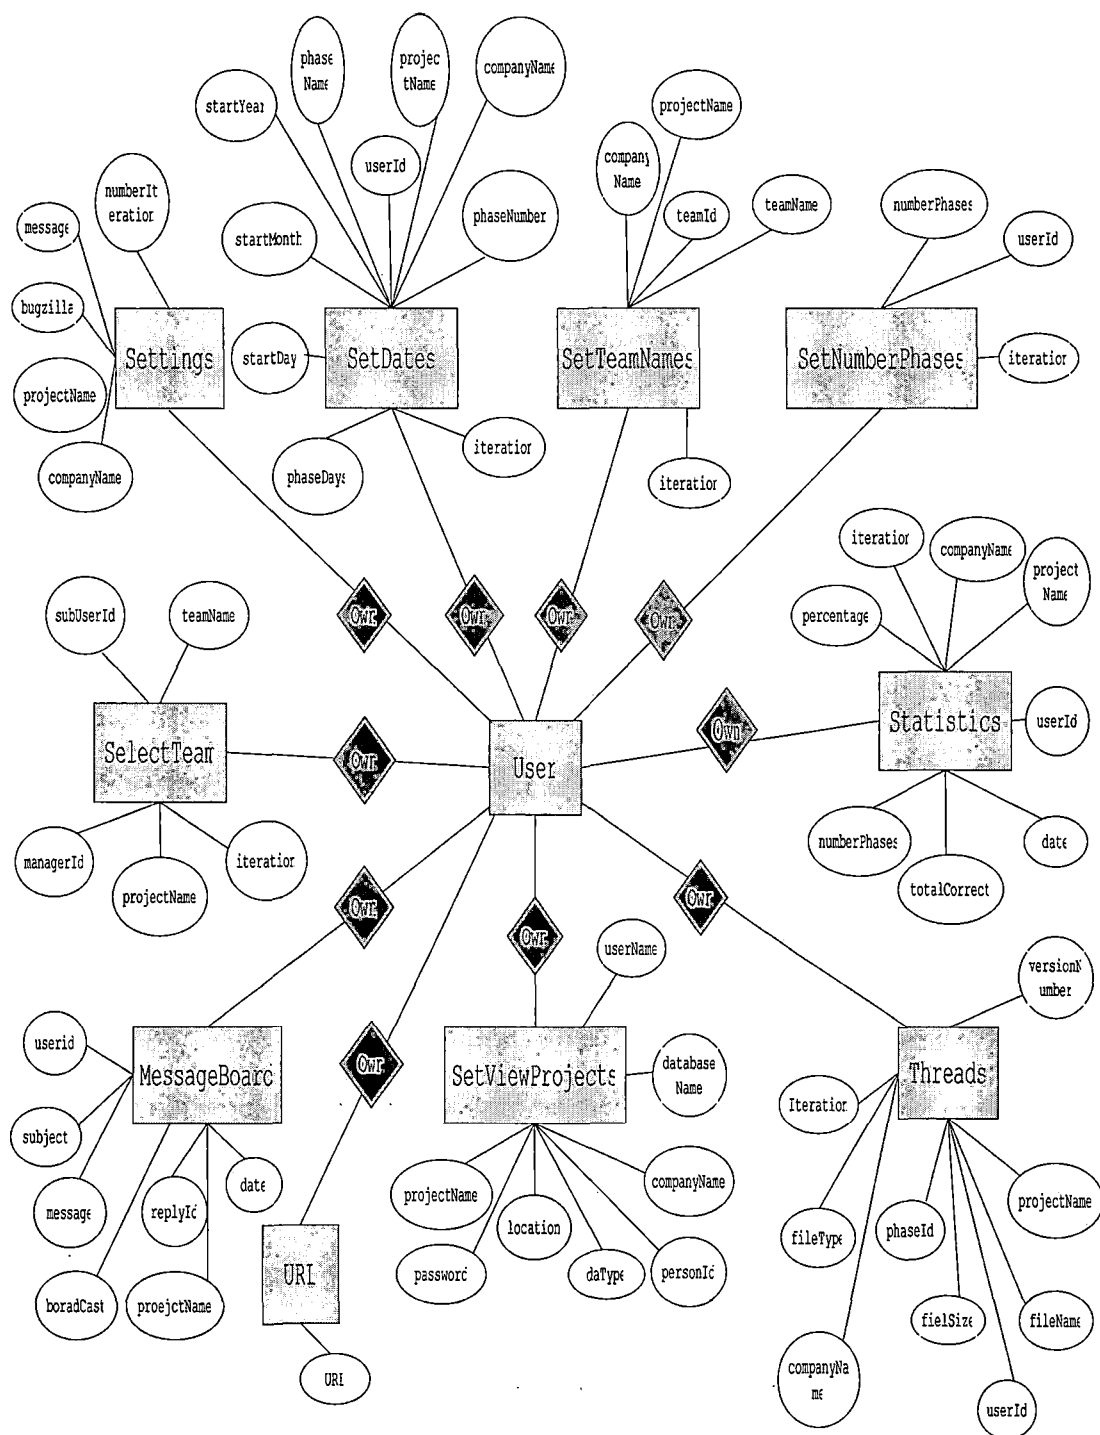 phase
Name
projec
tName
companyName
startYear
projectName
userId
company
Name
numberIt
eration
numberPhases
message
phaseNumber
teamId
teamName
startMonth
userId
bugzilla
Settings
SetDates
SetTeamNames
SetNumberPhases
startDay
iteration
projectName
iteration
companyName
phaseDays
iteration
iteration
companyName
project
Name
subUserId
teamName
percentage
Own
Own
Own
Own
Statistics
userId
SelectTeam
Own
User
Own
managerId
iteration
numberPhases
date
projectName
totalCorrect
Own
Own
Own
userName
versionN
umber
userid
MessageBoard
Own
SetViewProjects
database
Name
Threads
Iteration
subject
companyName
date
projectName
projectName
message
replyId
location
fileType
phaseId
URL
password
daType
personId
boradCast
proejctName
fielSize
fileName
URL
companyNa
me
userId